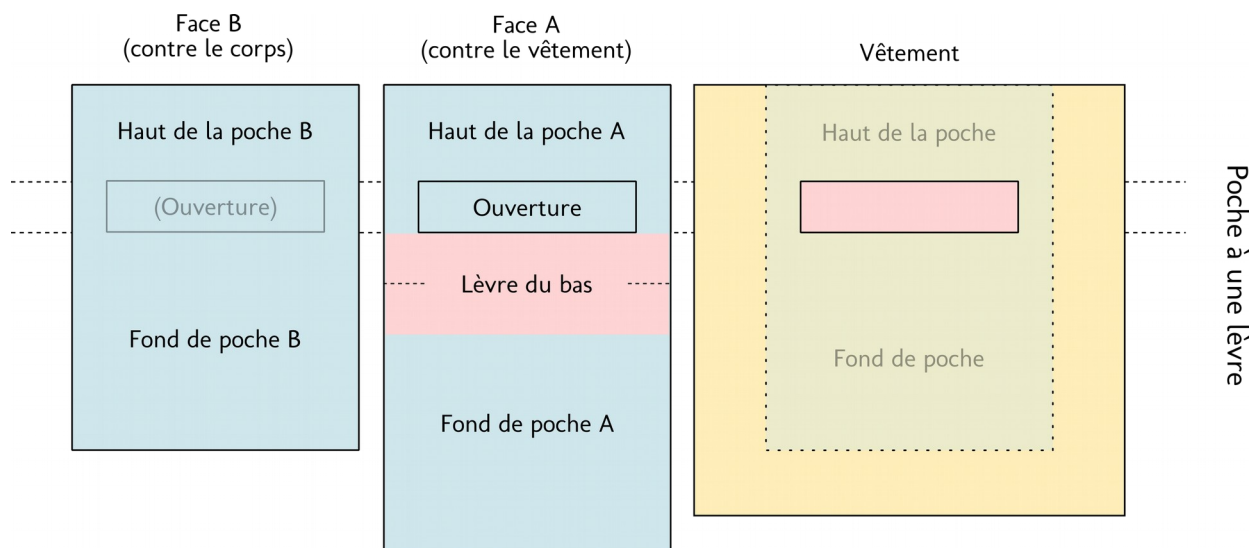 Face B
(contre le corps)
Face A
(contre le vêtement)
Vêtement
Haut de la poche B
Haut de la poche A
Haut de la poche
(Ouverture)
Ouverture
Lèvre du bas
Fond de poche B
Fond de poche A
Fond de poche
Poche à une lèvre